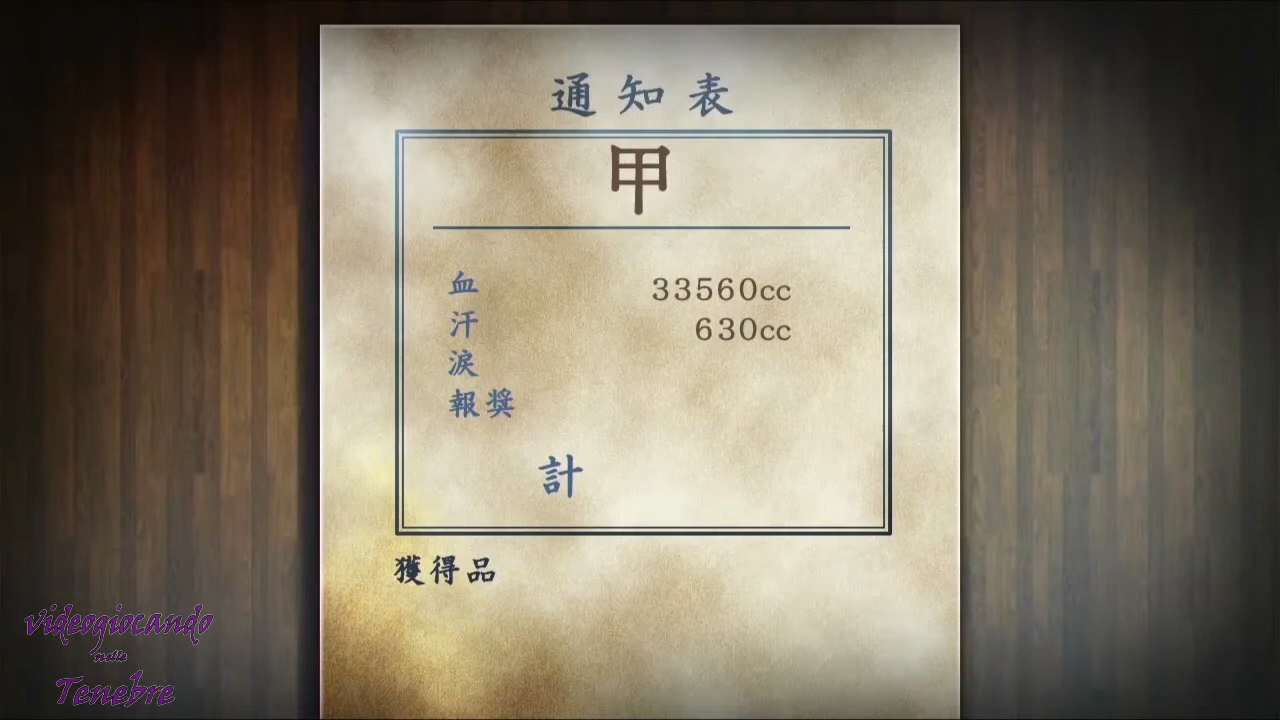 通知表
甲
血 33560cc
汗 630cc
涙
報奨
計
獲得品
videogiocando
nelle
Tenebre